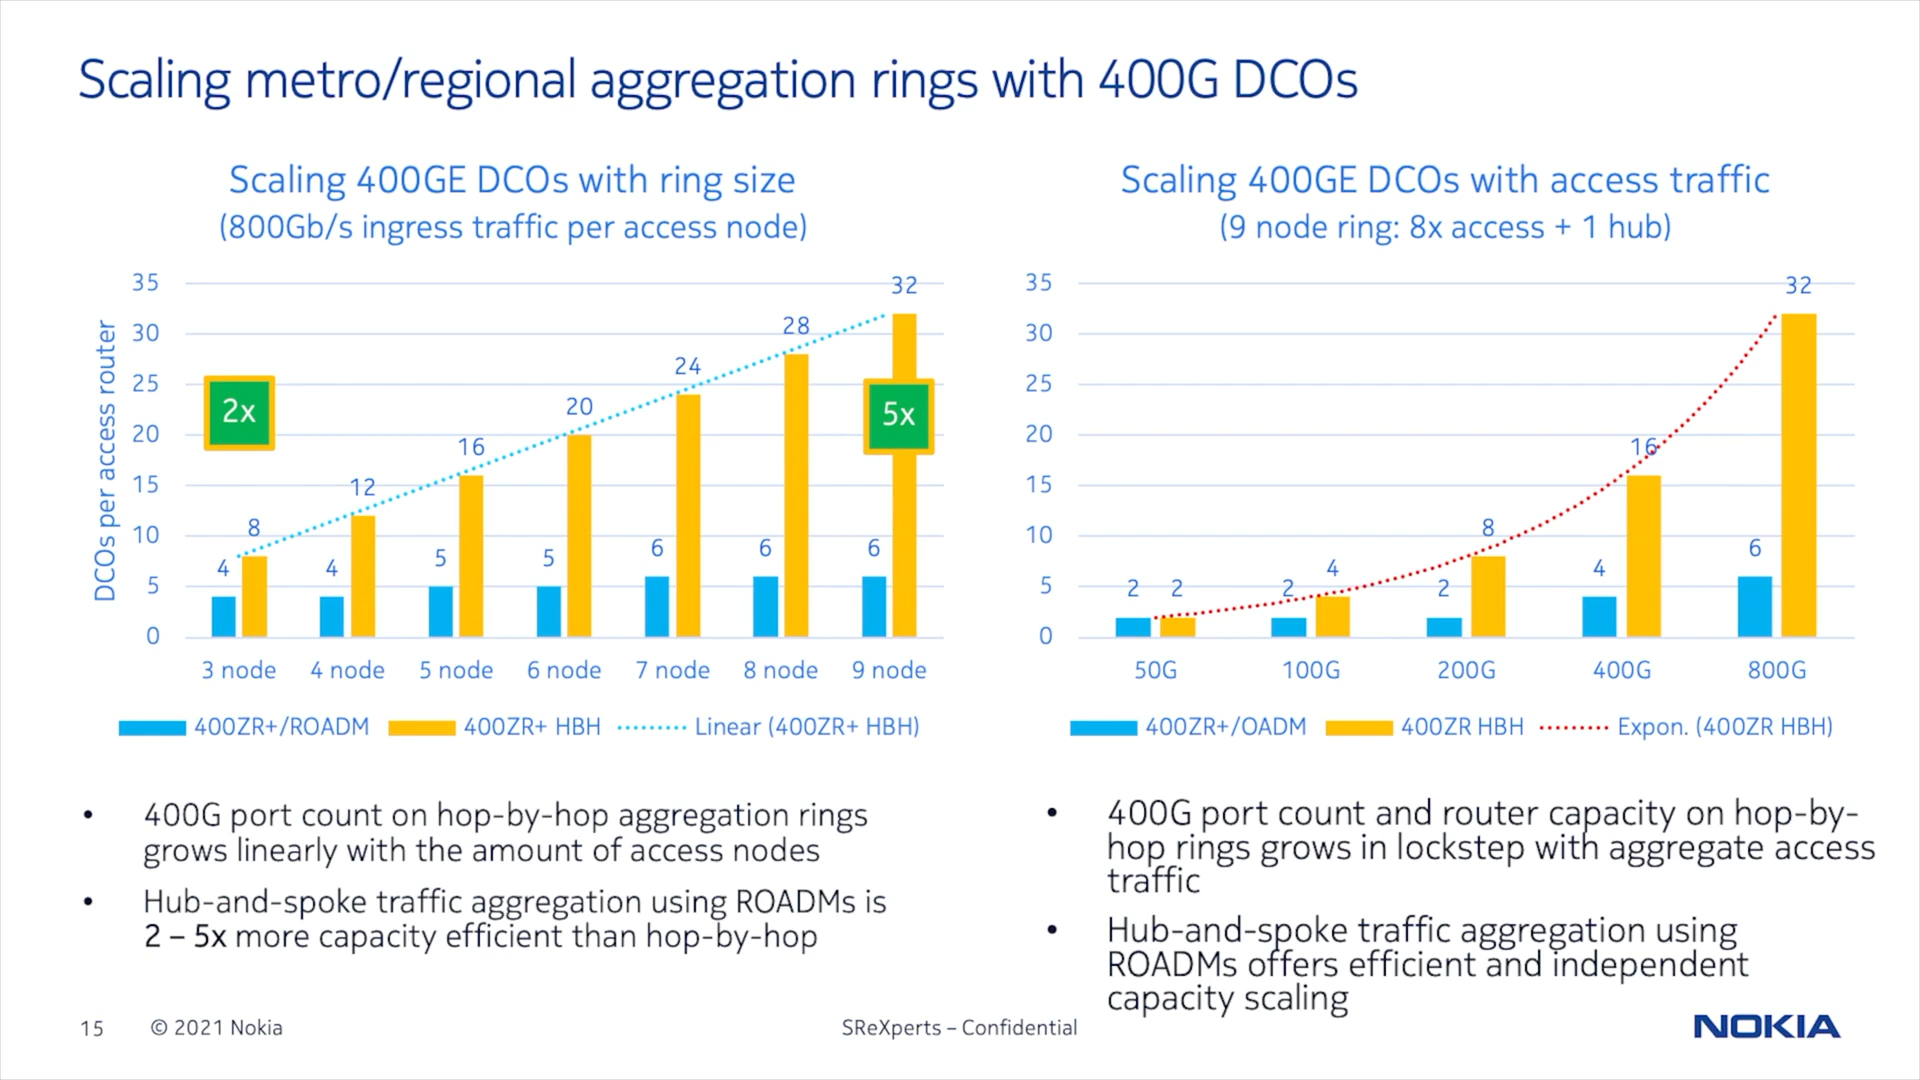 Scaling metro/regional aggregation rings with 400G DCOs
Scaling 400GE DCOs with ring size
(800Gb/s ingress traffic per access node)
DCOs per access router
35
30
25
20
15
10
5
0
2x
5x
4 8
4 12
5 16
5 20
6 24
6 28
6 32
3 node 4 node 5 node 6 node 7 node 8 node 9 node
400ZR+/ROADM 400ZR+ HBH Linear (400ZR+ HBH)
• 400G port count on hop-by-hop aggregation rings
grows linearly with the amount of access nodes
• Hub-and-spoke traffic aggregation using ROADMs is
2 – 5x more capacity efficient than hop-by-hop
Scaling 400GE DCOs with access traffic
(9 node ring: 8x access + 1 hub)
35
30
25
20
15
10
5
0
2 2
2 4
2 8
4 16
6 32
50G 100G 200G 400G 800G
400ZR+/OADM 400ZR HBH Expon. (400ZR HBH)
• 400G port count and router capacity on hop-by-
hop rings grows in lockstep with aggregate access
traffic
• Hub-and-spoke traffic aggregation using
ROADMs offers efficient and independent
capacity scaling
15 © 2021 Nokia SReXperts – Confidential NOKIA